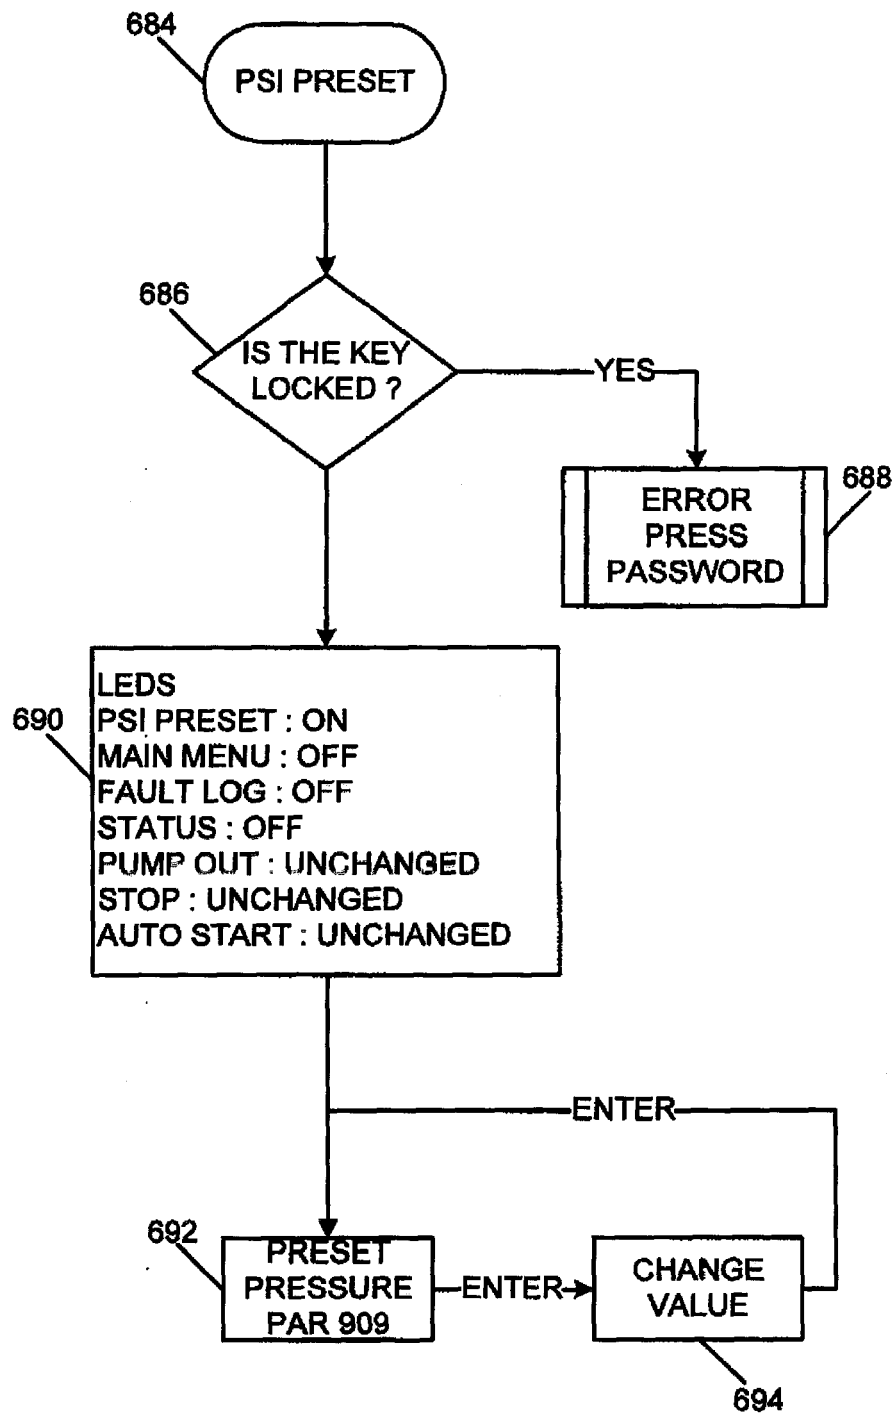 684
PSI PRESET
686
IS THE KEY
LOCKED ?
YES
688
ERROR
PRESS
PASSWORD
690
LEDS
PSI PRESET : ON
MAIN MENU : OFF
FAULT LOG : OFF
STATUS : OFF
PUMP OUT : UNCHANGED
STOP : UNCHANGED
AUTO START : UNCHANGED
ENTER
692
PRESET
PRESSURE
PAR 909
ENTER
CHANGE
VALUE
694